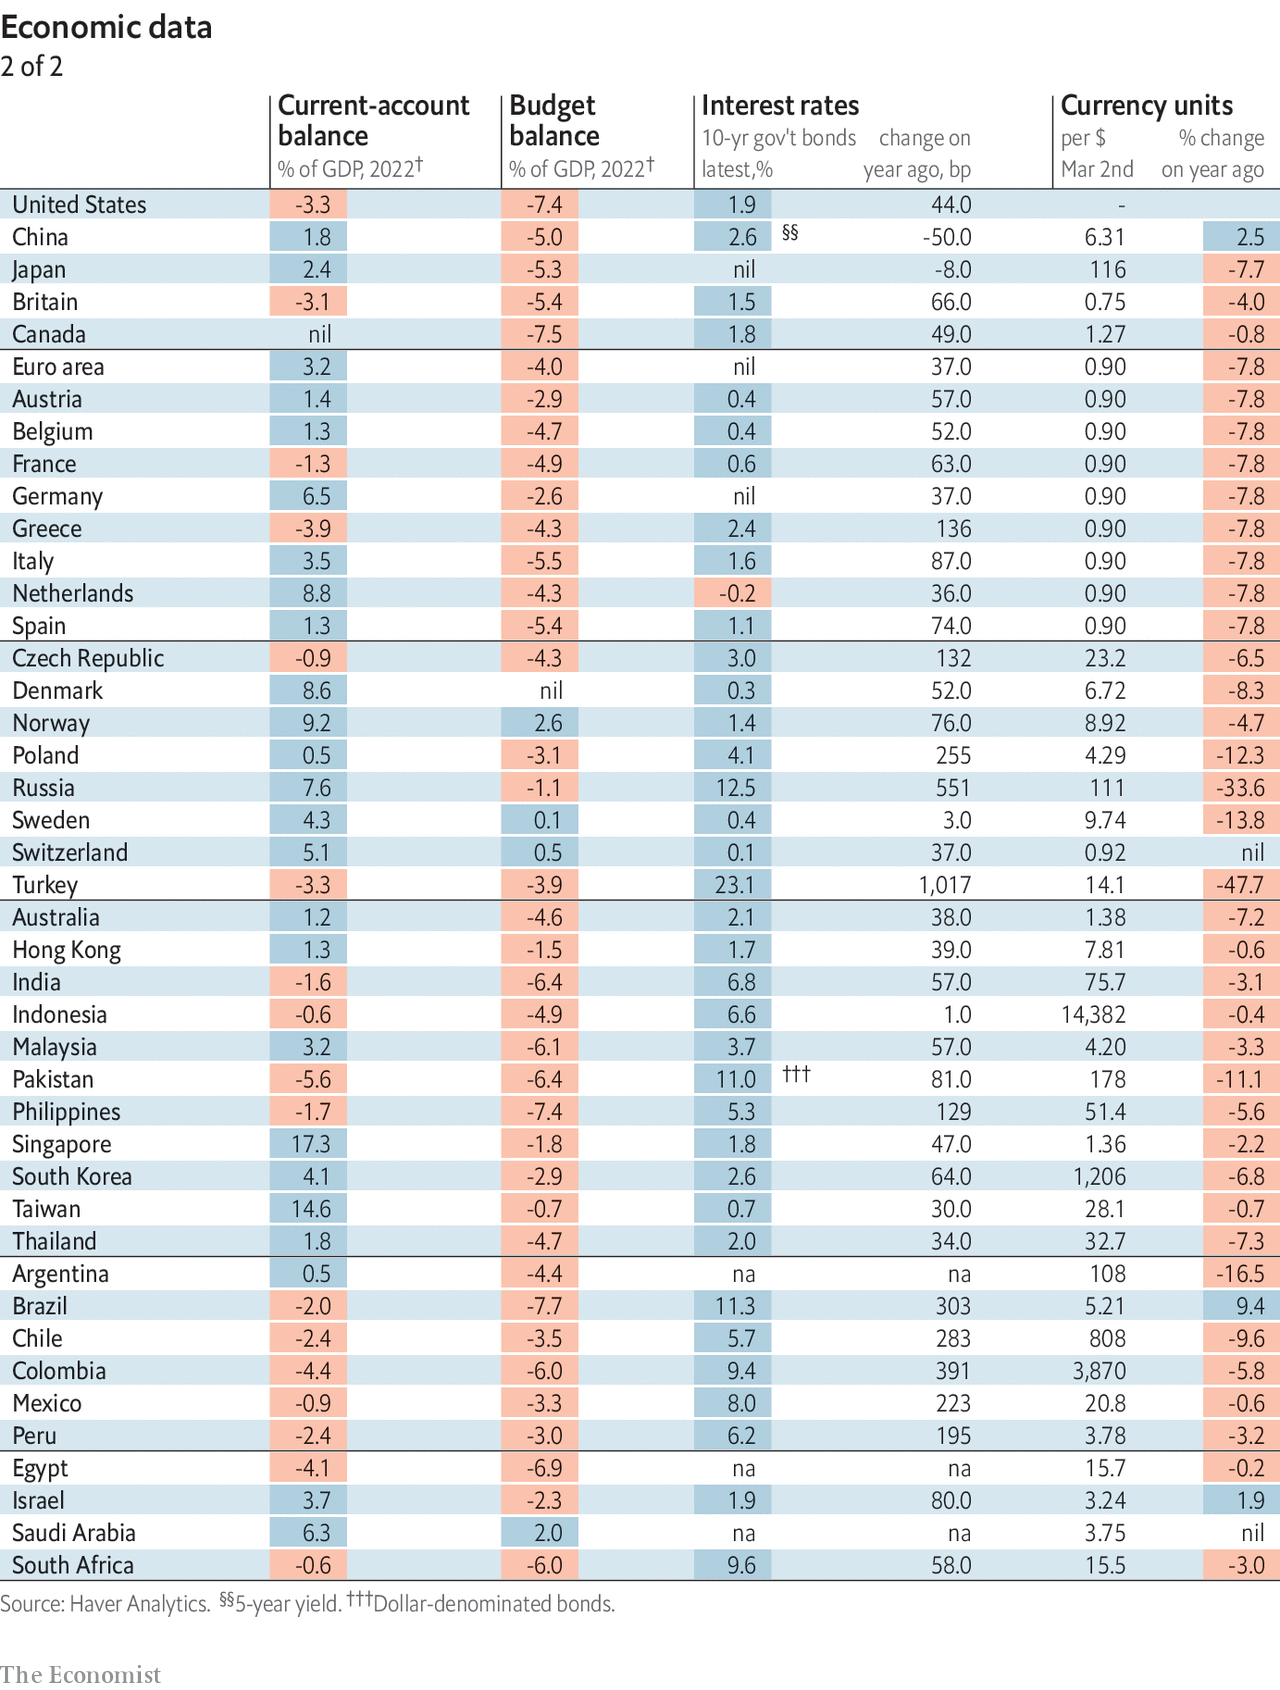 Economic data
2 of 2
Current-account balance % of GDP, 2022† Budget balance % of GDP, 2022† Interest rates 10-yr gov't bonds latest,% change on year ago, bp Currency units per $ Mar 2nd % change on year ago
United States -3.3 -7.4 1.9 44.0 -
China 1.8 -5.0 2.6 §§ -50.0 6.31 2.5
Japan 2.4 -5.3 nil -8.0 116 -7.7
Britain -3.1 -5.4 1.5 66.0 0.75 -4.0
Canada nil -7.5 1.8 49.0 1.27 -0.8
Euro area 3.2 -4.0 nil 37.0 0.90 -7.8
Austria 1.4 -2.9 0.4 57.0 0.90 -7.8
Belgium 1.3 -4.7 0.4 52.0 0.90 -7.8
France -1.3 -4.9 0.6 63.0 0.90 -7.8
Germany 6.5 -2.6 nil 37.0 0.90 -7.8
Greece -3.9 -4.3 2.4 136 0.90 -7.8
Italy 3.5 -5.5 1.6 87.0 0.90 -7.8
Netherlands 8.8 -4.3 -0.2 36.0 0.90 -7.8
Spain 1.3 -5.4 1.1 74.0 0.90 -7.8
Czech Republic -0.9 -4.3 3.0 132 23.2 -6.5
Denmark 8.6 nil 0.3 52.0 6.72 -8.3
Norway 9.2 2.6 1.4 76.0 8.92 -4.7
Poland 0.5 -3.1 4.1 255 4.29 -12.3
Russia 7.6 -1.1 12.5 551 111 -33.6
Sweden 4.3 0.1 0.4 3.0 9.74 -13.8
Switzerland 5.1 0.5 0.1 37.0 0.92 nil
Turkey -3.3 -3.9 23.1 1,017 14.1 -47.7
Australia 1.2 -4.6 2.1 38.0 1.38 -7.2
Hong Kong 1.3 -1.5 1.7 39.0 7.81 -0.6
India -1.6 -6.4 6.8 57.0 75.7 -3.1
Indonesia -0.6 -4.9 6.6 1.0 14,382 -0.4
Malaysia 3.2 -6.1 3.7 57.0 4.20 -3.3
Pakistan -5.6 -6.4 11.0 ††† 81.0 178 -11.1
Philippines -1.7 -7.4 5.3 129 51.4 -5.6
Singapore 17.3 -1.8 1.8 47.0 1.36 -2.2
South Korea 4.1 -2.9 2.6 64.0 1,206 -6.8
Taiwan 14.6 -0.7 0.7 30.0 28.1 -0.7
Thailand 1.8 -4.7 2.0 34.0 32.7 -7.3
Argentina 0.5 -4.4 na na 108 -16.5
Brazil -2.0 -7.7 11.3 303 5.21 9.4
Chile -2.4 -3.5 5.7 283 808 -9.6
Colombia -4.4 -6.0 9.4 391 3,870 -5.8
Mexico -0.9 -3.3 8.0 223 20.8 -0.6
Peru -2.4 -3.0 6.2 195 3.78 -3.2
Egypt -4.1 -6.9 na na 15.7 -0.2
Israel 3.7 -2.3 1.9 80.0 3.24 1.9
Saudi Arabia 6.3 2.0 na na 3.75 nil
South Africa -0.6 -6.0 9.6 58.0 15.5 -3.0
Source: Haver Analytics. §§5-year yield. †††Dollar-denominated bonds.
The Economist